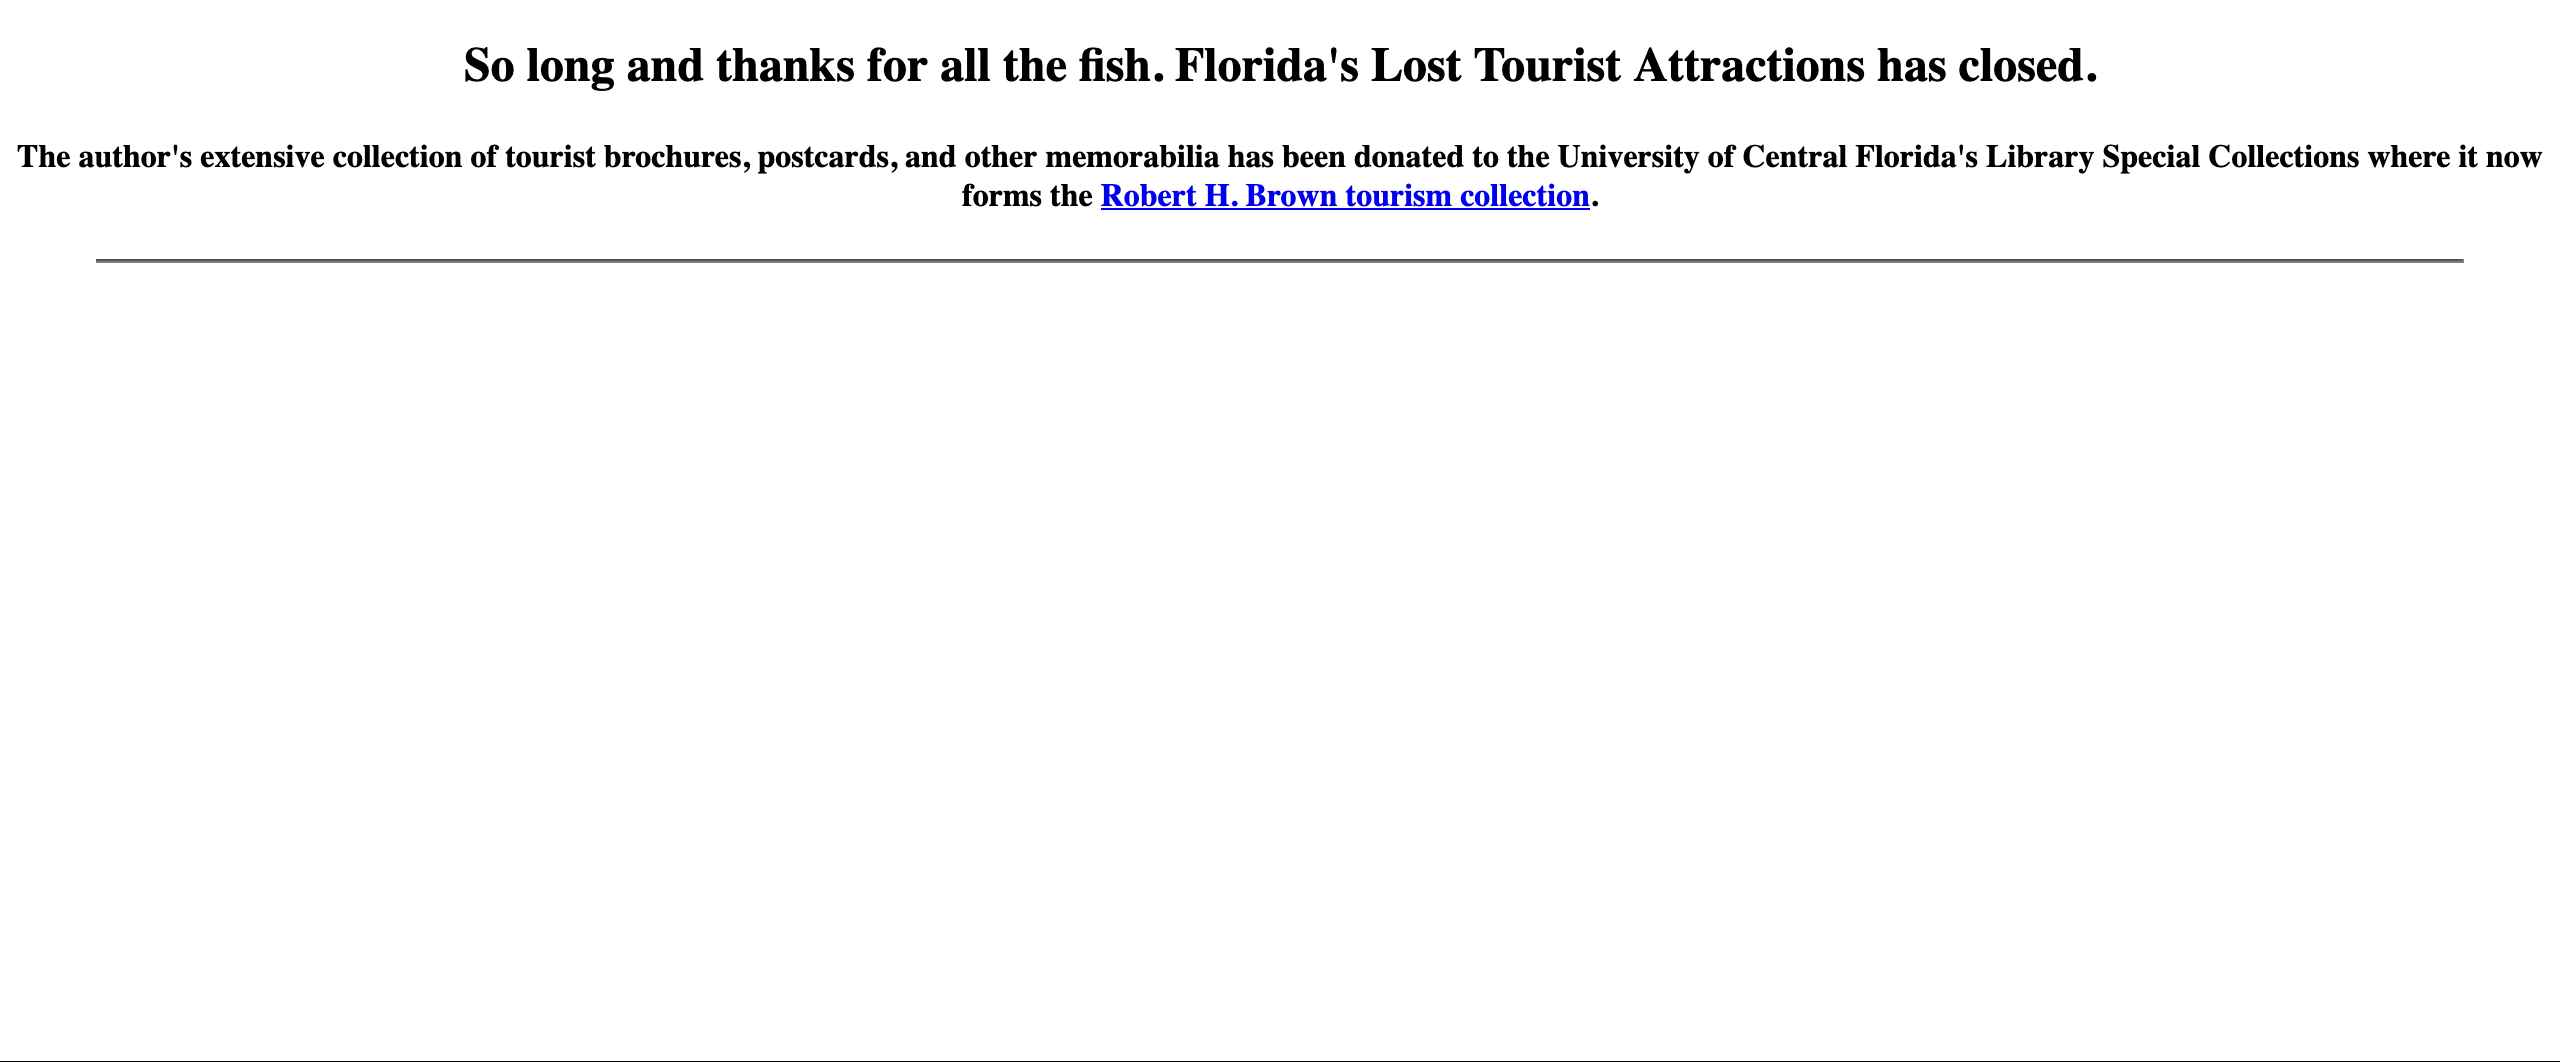 So long and thanks for all the fish. Florida's Lost Tourist Attractions has closed.
The author's extensive collection of tourist brochures, postcards, and other memorabilia has been donated to the University of Central Florida's Library Special Collections where it now
forms the Robert H. Brown tourism collection.